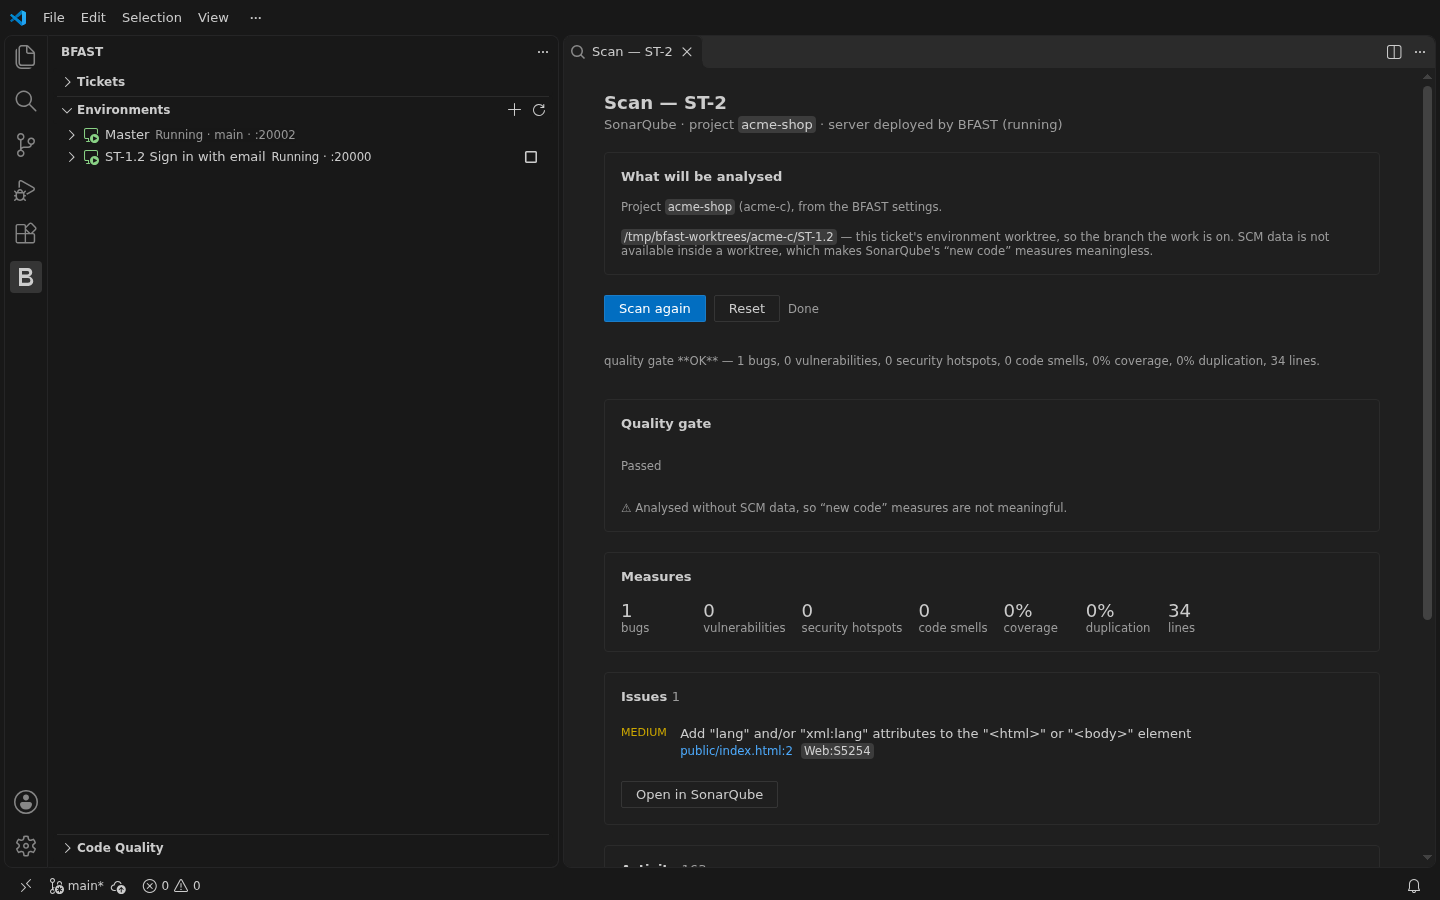 File Edit Selection View ···
BFAST
Tickets
Environments
Master Running · main · :20002
ST-1.2 Sign in with email Running · :20000
Code Quality
Scan — ST-2
Scan — ST-2
SonarQube · project acme-shop · server deployed by BFAST (running)
What will be analysed
Project acme-shop (acme-c), from the BFAST settings.
/tmp/bfast-worktrees/acme-c/ST-1.2 — this ticket's environment worktree, so the branch the work is on. SCM data is not
available inside a worktree, which makes SonarQube's “new code” measures meaningless.
Scan again Reset Done
quality gate **OK** — 1 bugs, 0 vulnerabilities, 0 security hotspots, 0 code smells, 0% coverage, 0% duplication, 34 lines.
Quality gate
Passed
⚠ Analysed without SCM data, so “new code” measures are not meaningful.
Measures
1 0 0 0 0% 0% 34
bugs vulnerabilities security hotspots code smells coverage duplication lines
Issues 1
MEDIUM Add "lang" and/or "xml:lang" attributes to the "<html>" or "<body>" element
public/index.html:2 Web:S5254
Open in SonarQube
main* 0 0